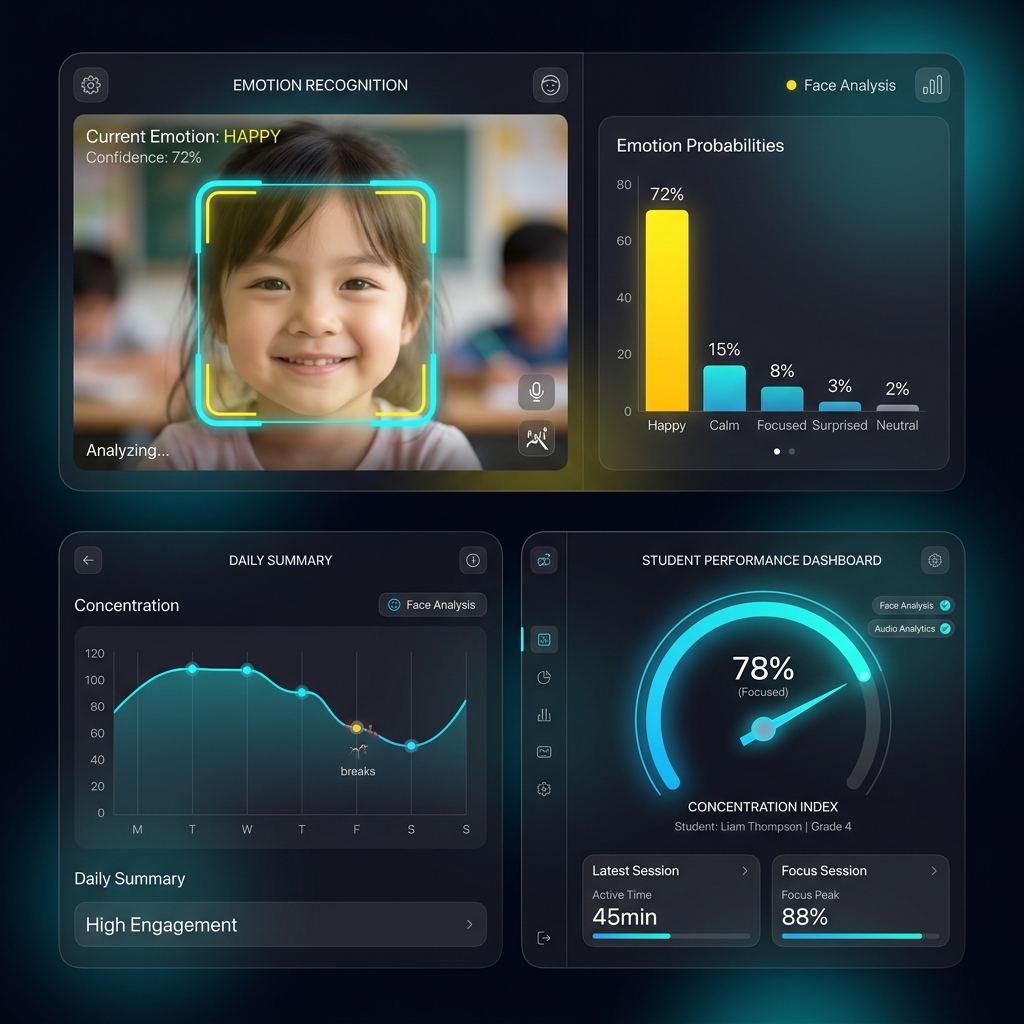 EMOTION RECOGNITION
Face Analysis
Current Emotion: HAPPY
Confidence: 72%
Analyzing...
Emotion Probabilities
80
60
40
20
0
72%
15%
8%
3%
2%
Happy
Calm
Focused
Surprised
Neutral
DAILY SUMMARY
Concentration
Face Analysis
120
100
80
60
40
20
0
breaks
M
T
W
T
F
S
S
Daily Summary
High Engagement
STUDENT PERFORMANCE DASHBOARD
Face Analysis
Audio Analytics
78%
(Focused)
CONCENTRATION INDEX
Student: Liam Thompson | Grade 4
Latest Session
Active Time
45min
Focus Session
Focus Peak
88%